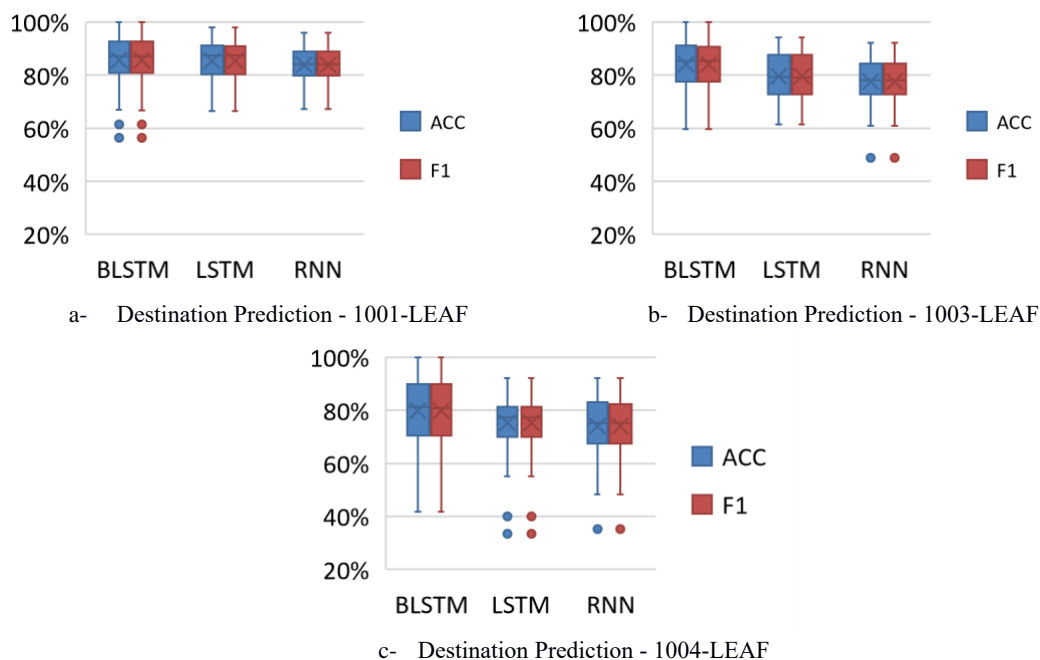 100%
80%
60%
40%
20%
BLSTM LSTM RNN
ACC
F1
a- Destination Prediction - 1001-LEAF
100%
80%
60%
40%
20%
BLSTM LSTM RNN
ACC
F1
b- Destination Prediction - 1003-LEAF
100%
80%
60%
40%
20%
BLSTM LSTM RNN
ACC
F1
c- Destination Prediction - 1004-LEAF